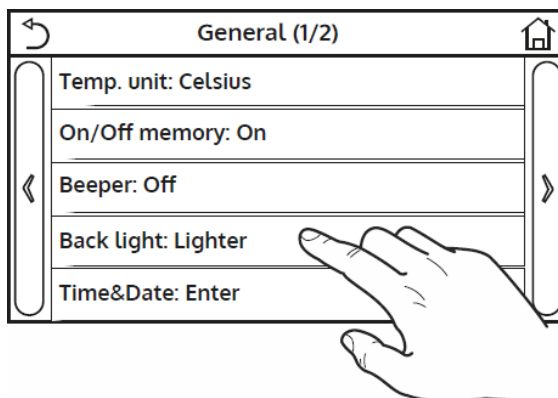 General (1/2)
Temp. unit: Celsius
On/Off memory: On
Beeper: Off
Back light: Lighter
Time&Date: Enter